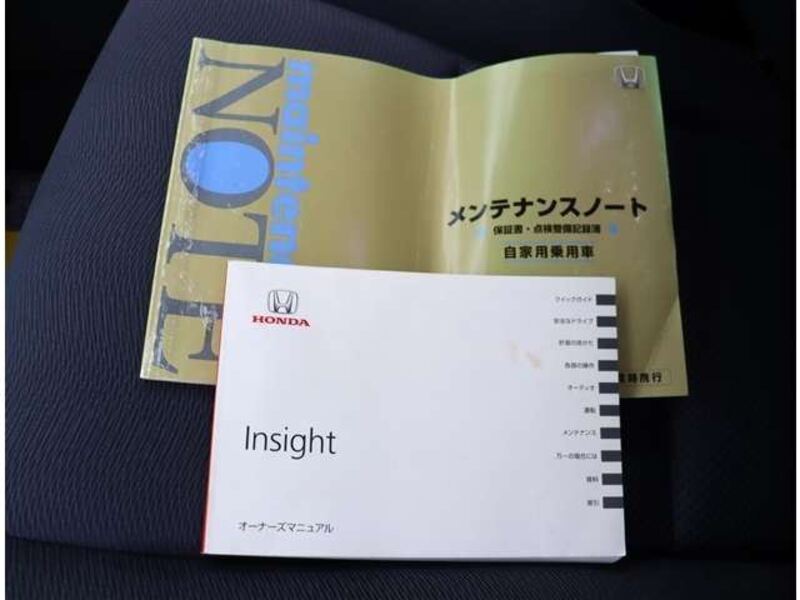 mainten
NOTE
メンテナンスノート
保証書・点検整備記録簿
自家用乗用車
HONDA
Insight
オーナーズマニュアル
クイックガイド
安全なドライブ
計器の見かた
各部の操作
オーディオ
運転
メンテナンス
万一の場合には
資料
索引